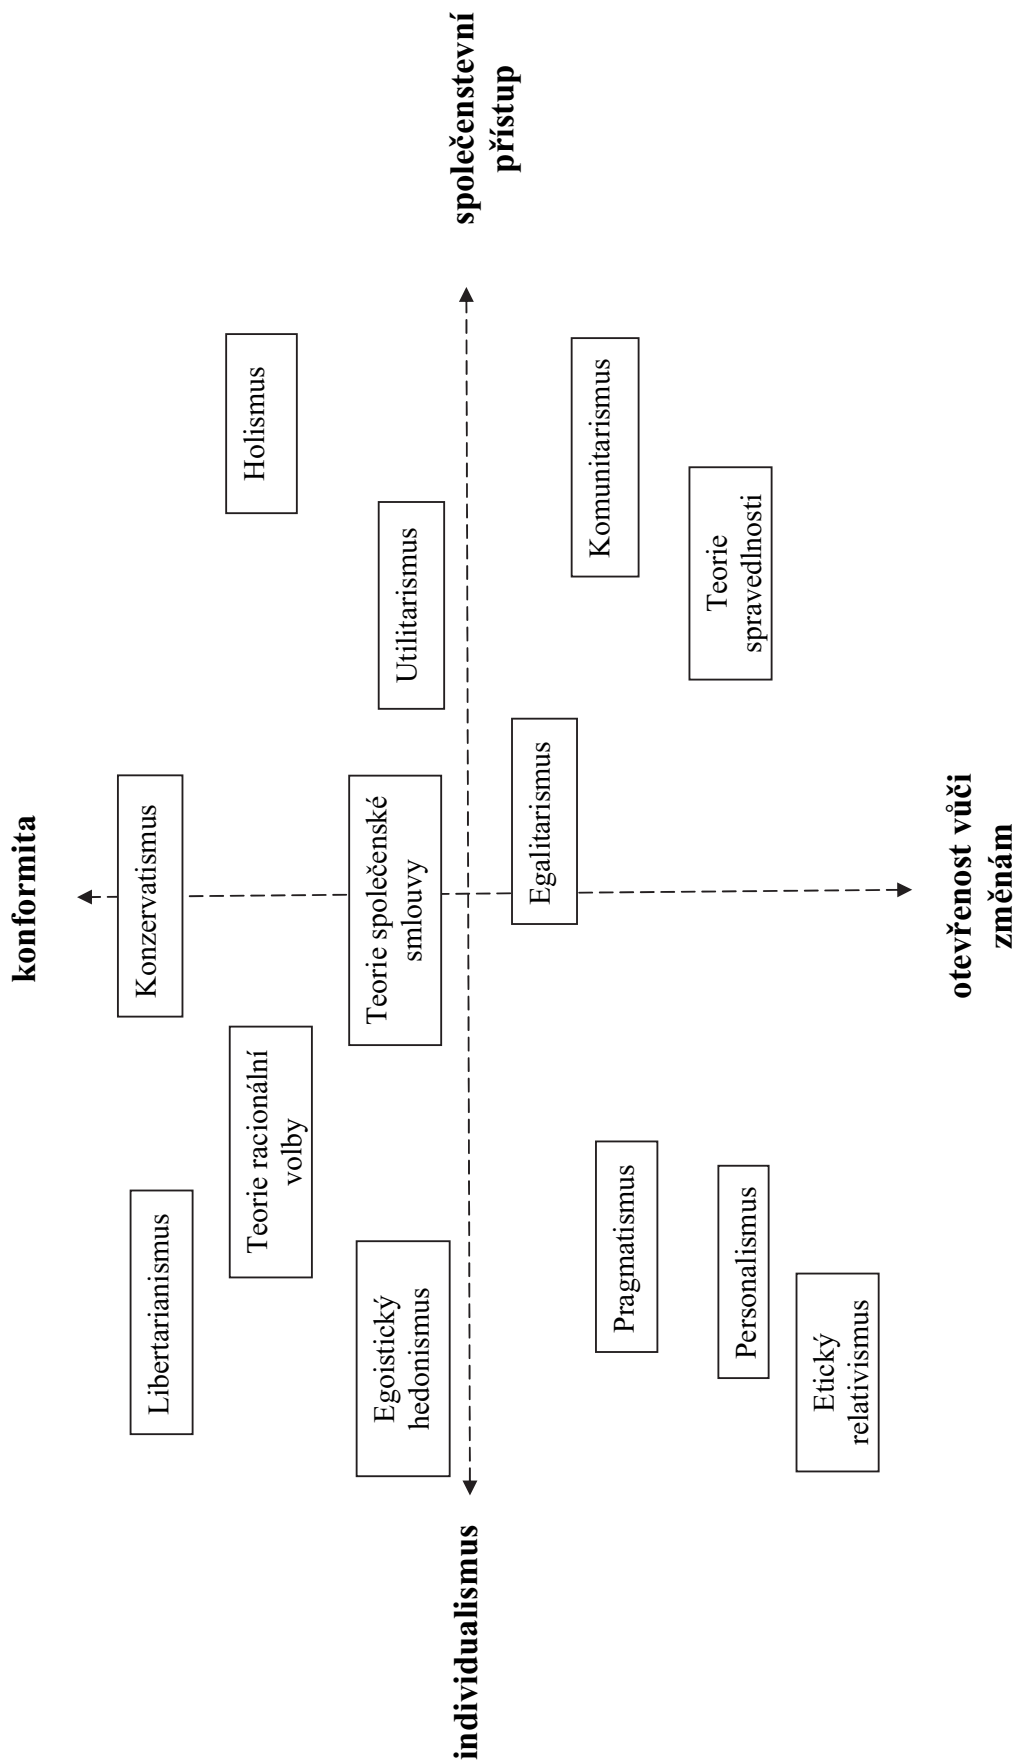 konformita
Konzervatismus
Libertarianismus
Teorie racionální
volby
Holismus
Egoistický
hedonismus
Teorie společenské
smlouvy
Utilitarismus
individualismus
společenstevní
přístup
Egalitarismus
Komunitarismus
Pragmatismus
Teorie
spravedlnosti
Personalismus
Etický
relativismus
otevřenost vůči
změnám